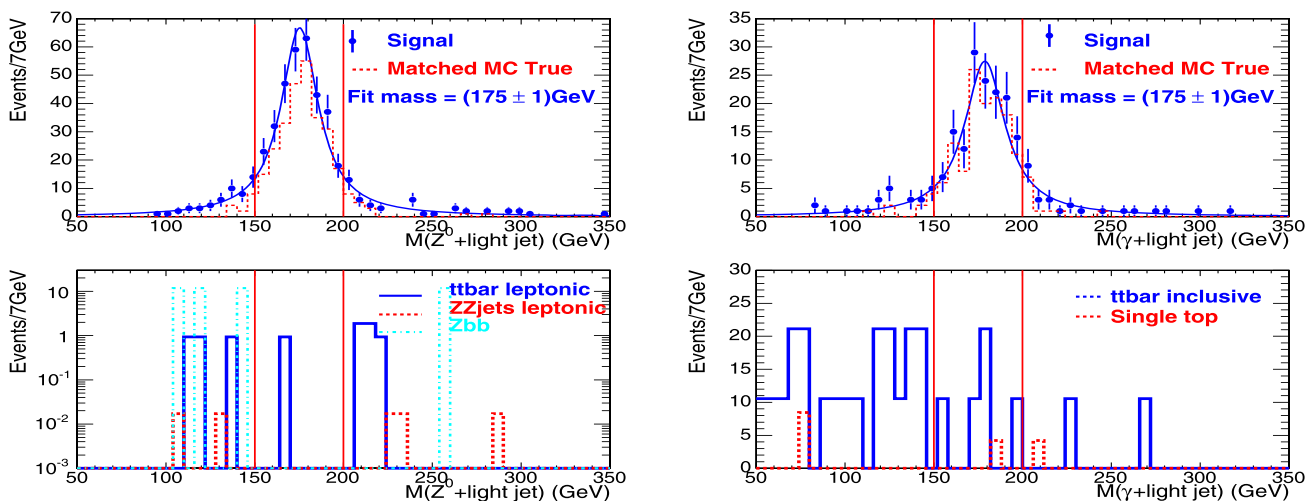 Events/7GeV
70
60
50
40
30
20
10
0
Signal
Matched MC True
Fit mass = (175 ± 1)GeV
50 100 150 200 250 300 350
M(Z⁰+light jet) (GeV)
Events/7GeV
35
30
25
20
15
10
5
0
Signal
Matched MC True
Fit mass = (175 ± 1)GeV
50 100 150 200 250 300 350
M(γ+light jet) (GeV)
Events/7GeV
10
1
10⁻¹
10⁻²
10⁻³
ttbar leptonic
ZZjets leptonic
Zbb
50 100 150 200 250 300 350
M(Z⁰+light jet) (GeV)
Events/7GeV
30
25
20
15
10
5
0
ttbar inclusive
Single top
50 100 150 200 250 300 350
M(γ+light jet) (GeV)